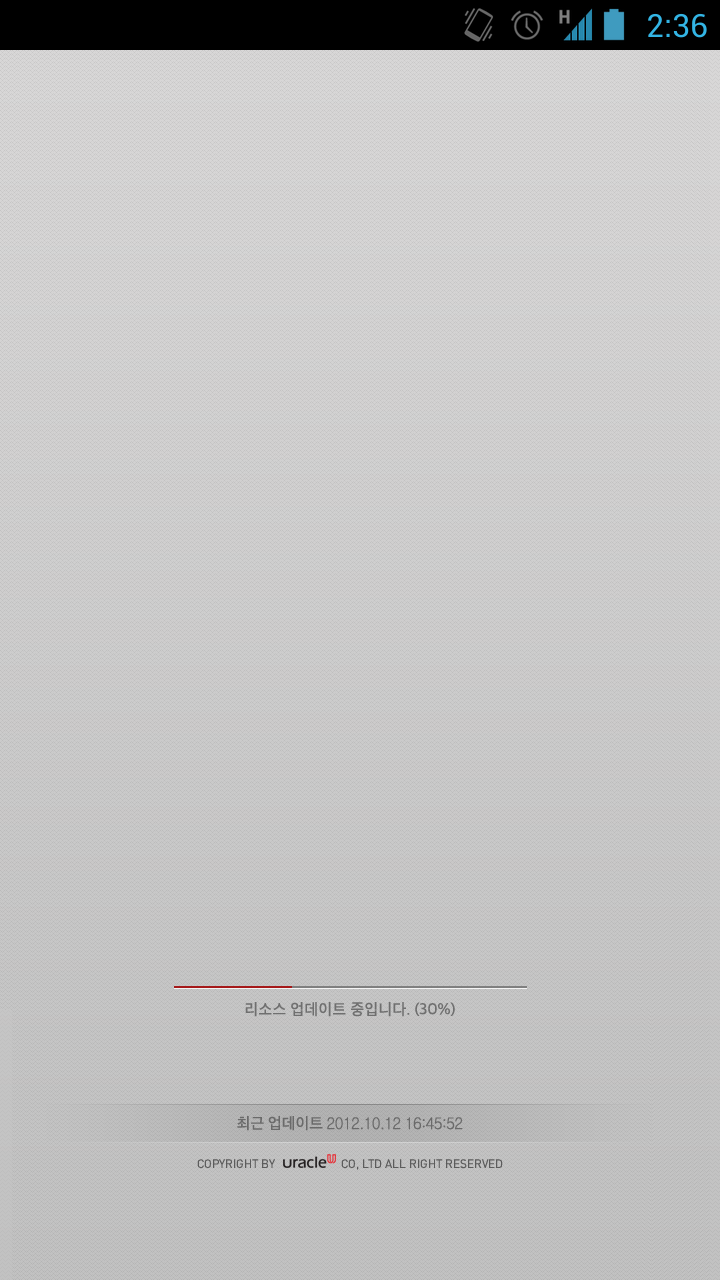 H 2:36
리소스 업데이트 중입니다. (30%)
최근 업데이트 2012.10.12 16:45:52
COPYRIGHT BY uracle CO, LTD ALL RIGHT RESERVED